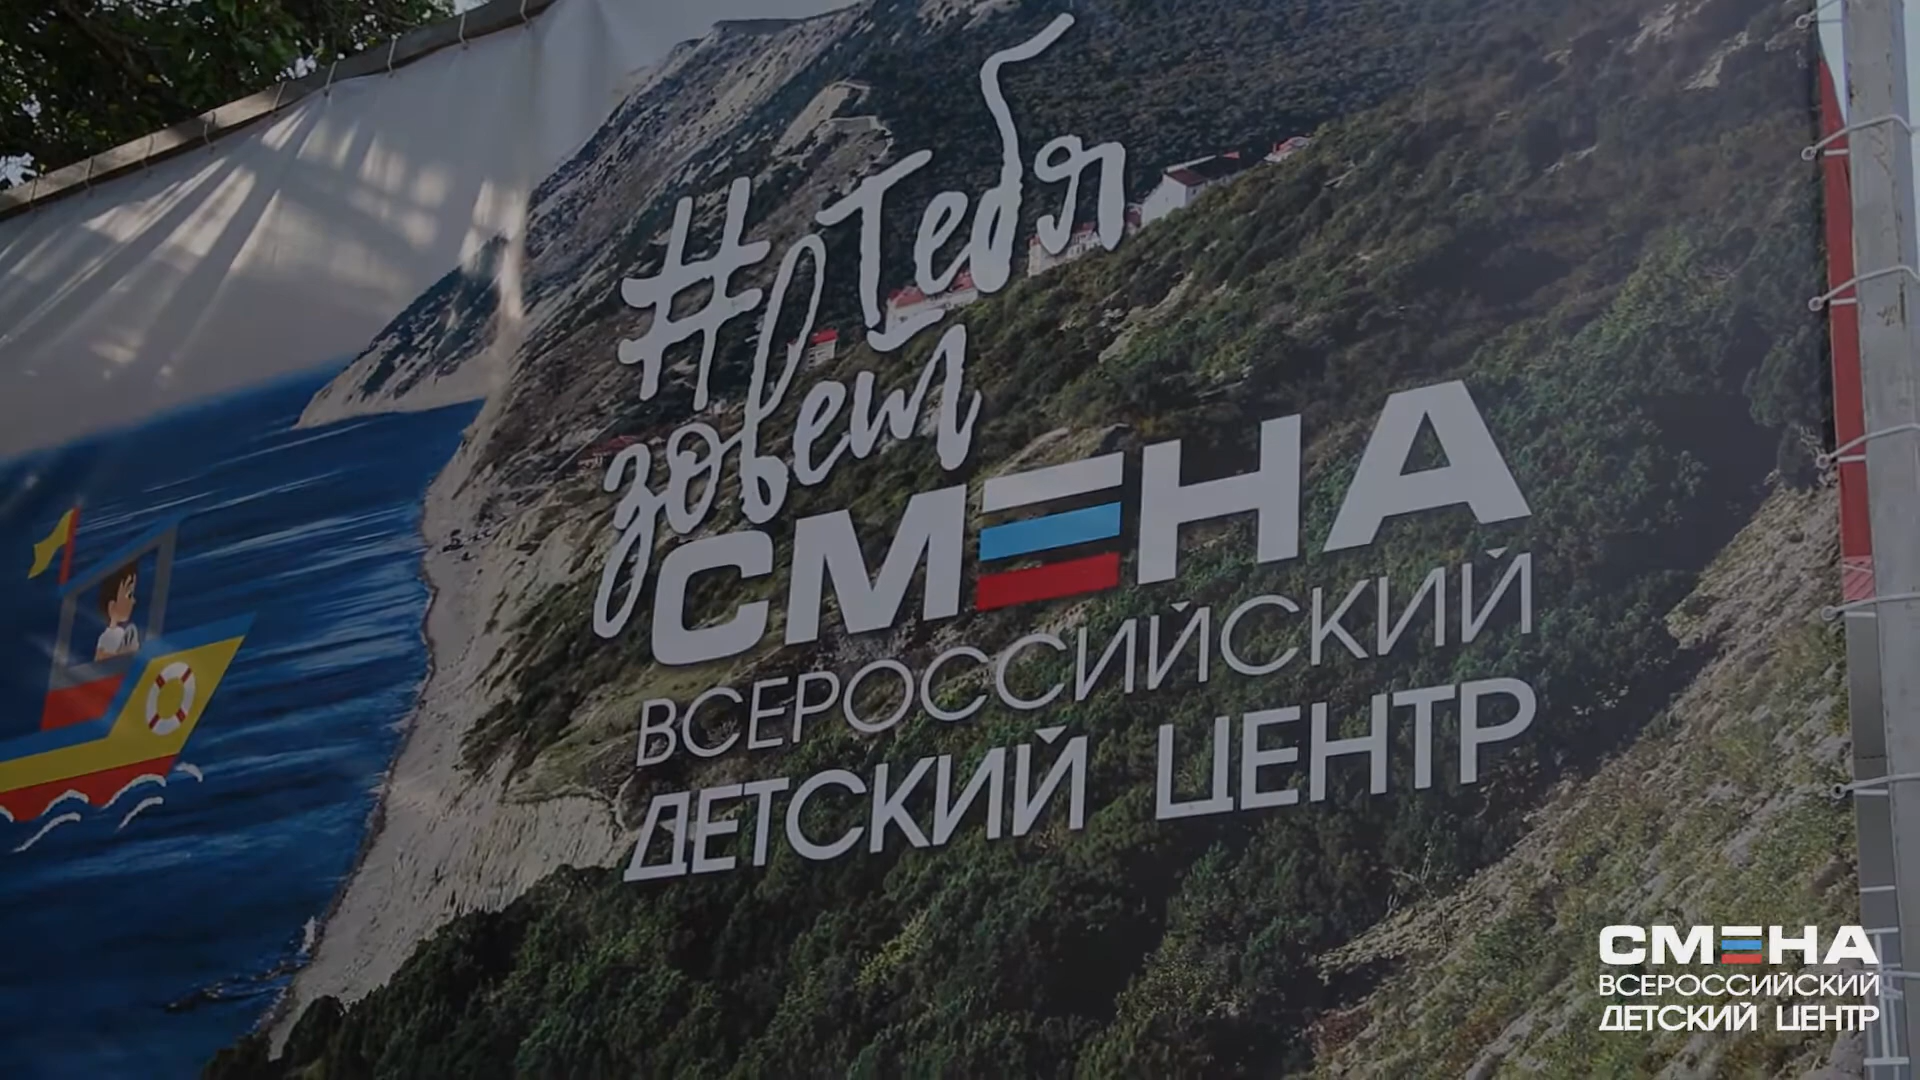 #тебя
зовет
СМЕНА
ВСЕРОССИЙСКИЙ
ДЕТСКИЙ ЦЕНТР
СМЕНА
ВСЕРОССИЙСКИЙ
ДЕТСКИЙ ЦЕНТР